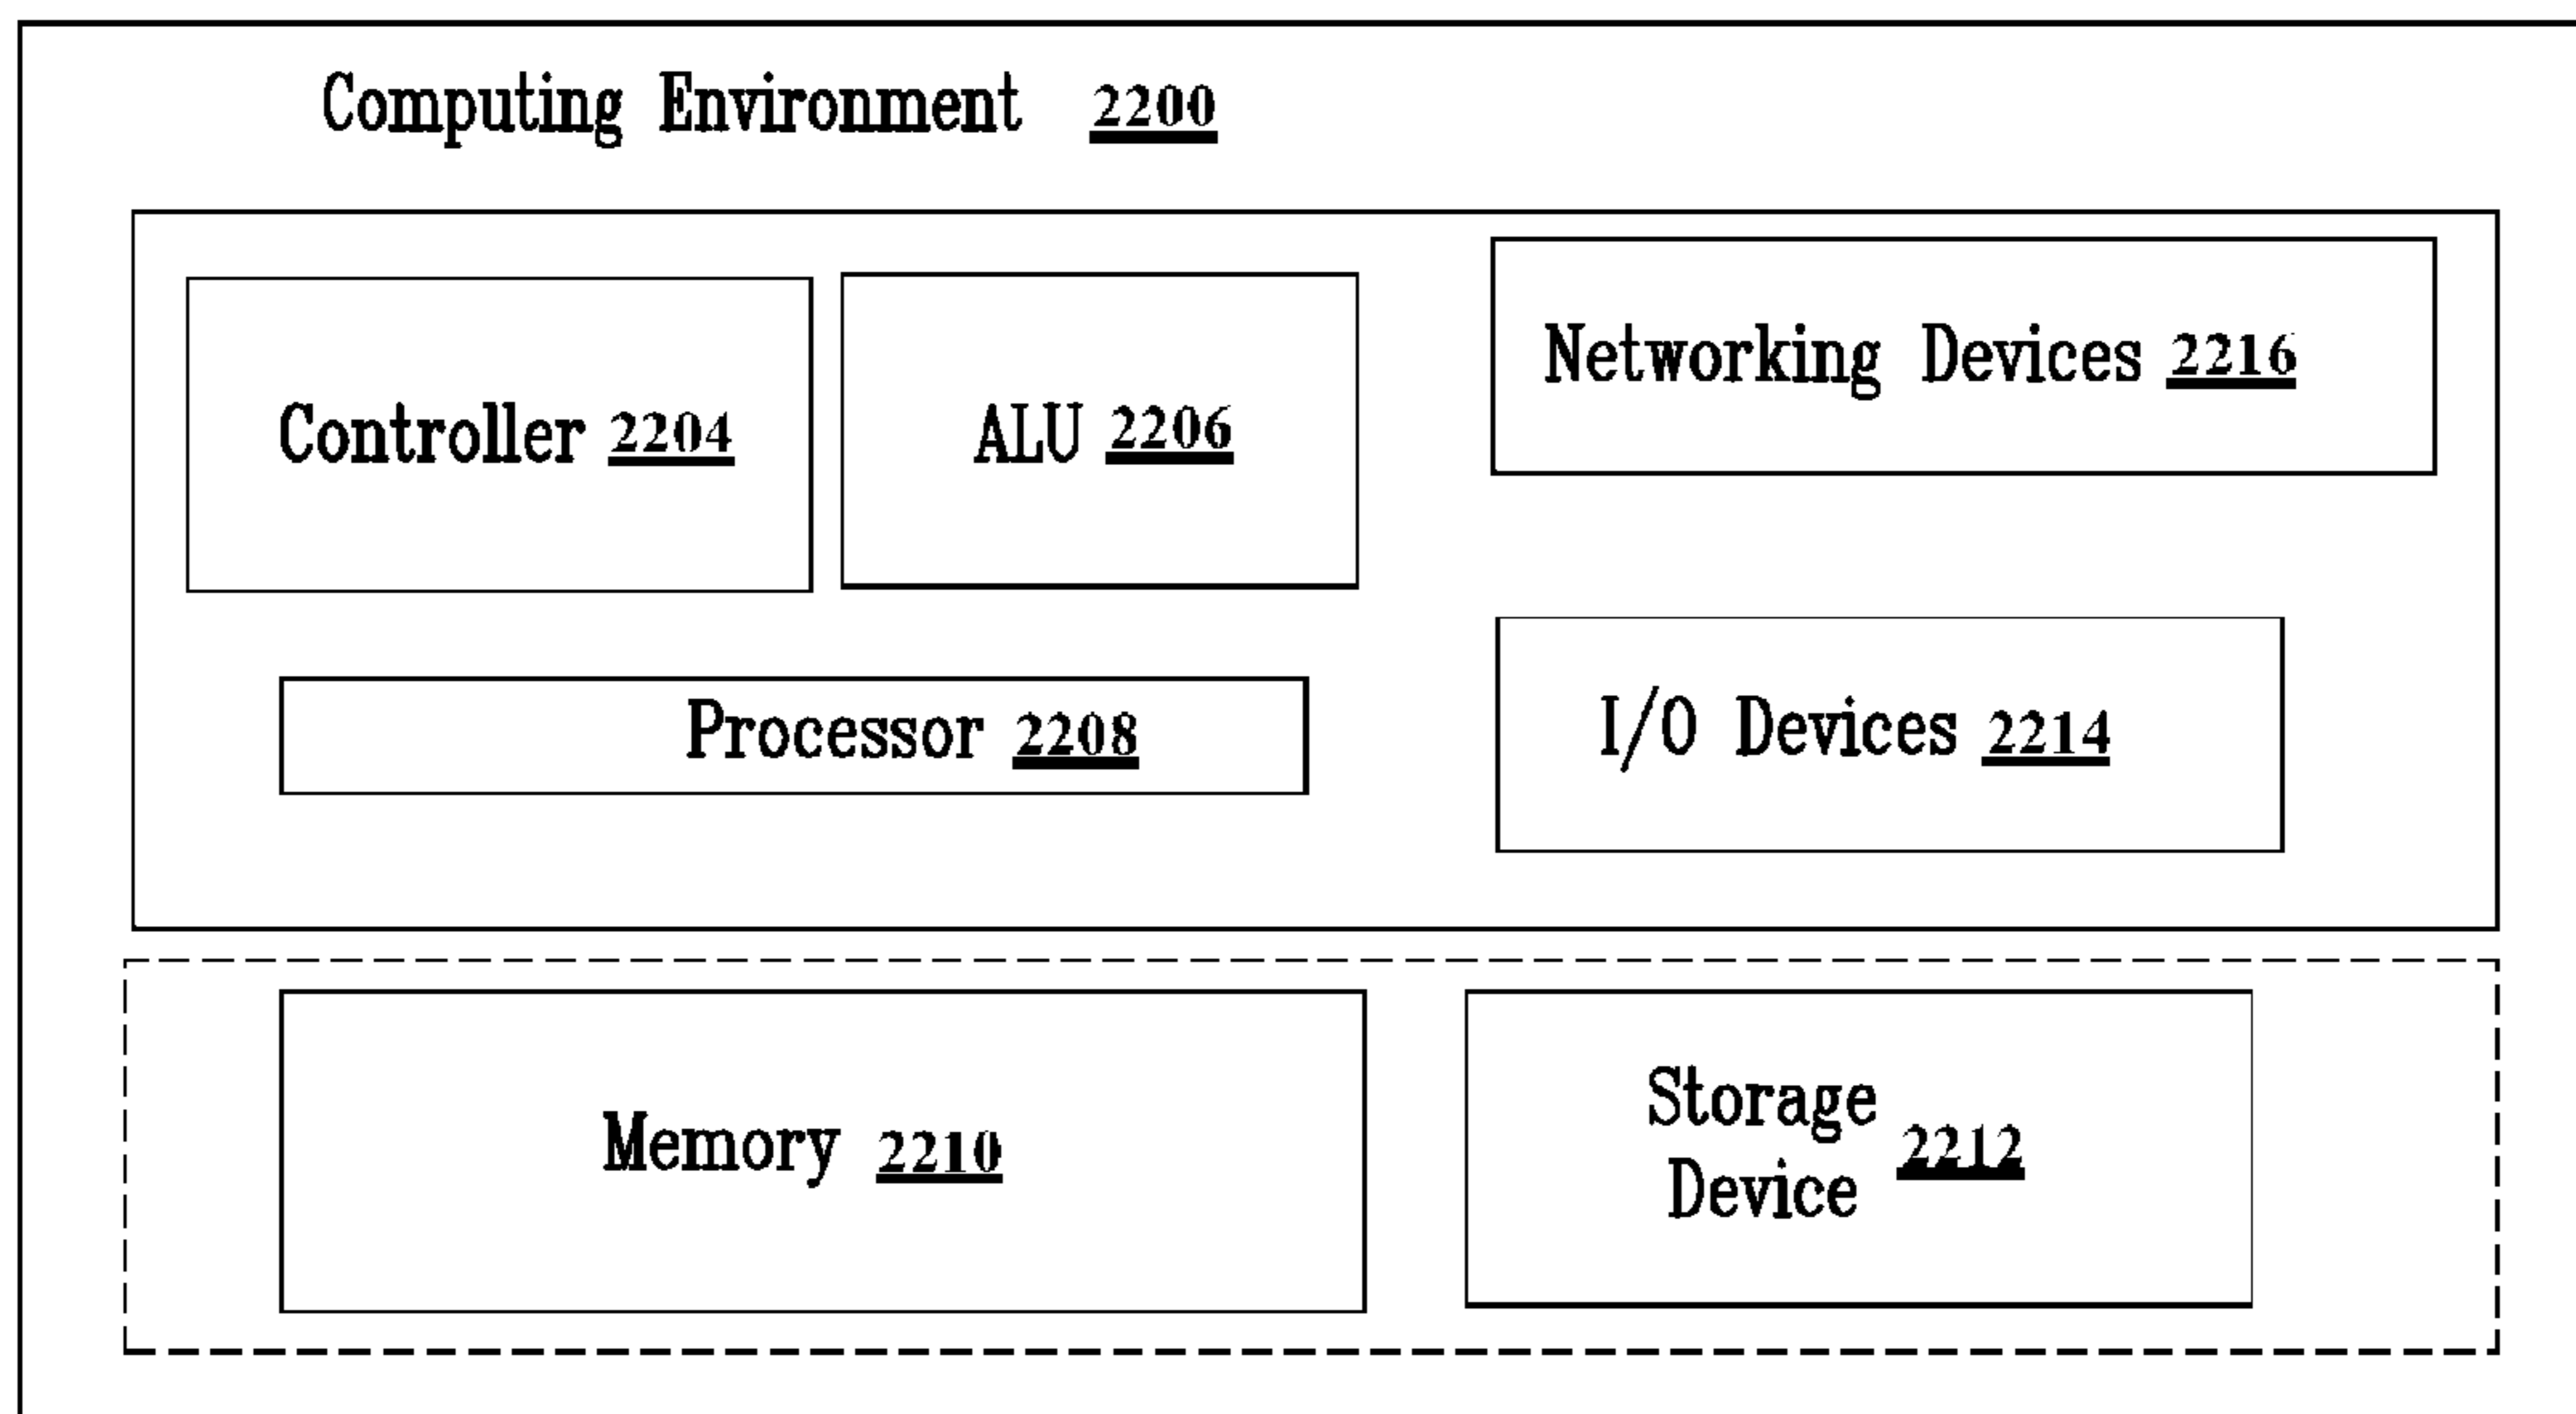 Computing Environment 2200
Controller 2204
ALU 2206
Networking Devices 2216
Processor 2208
I/O Devices 2214
Memory 2210
Storage
Device 2212